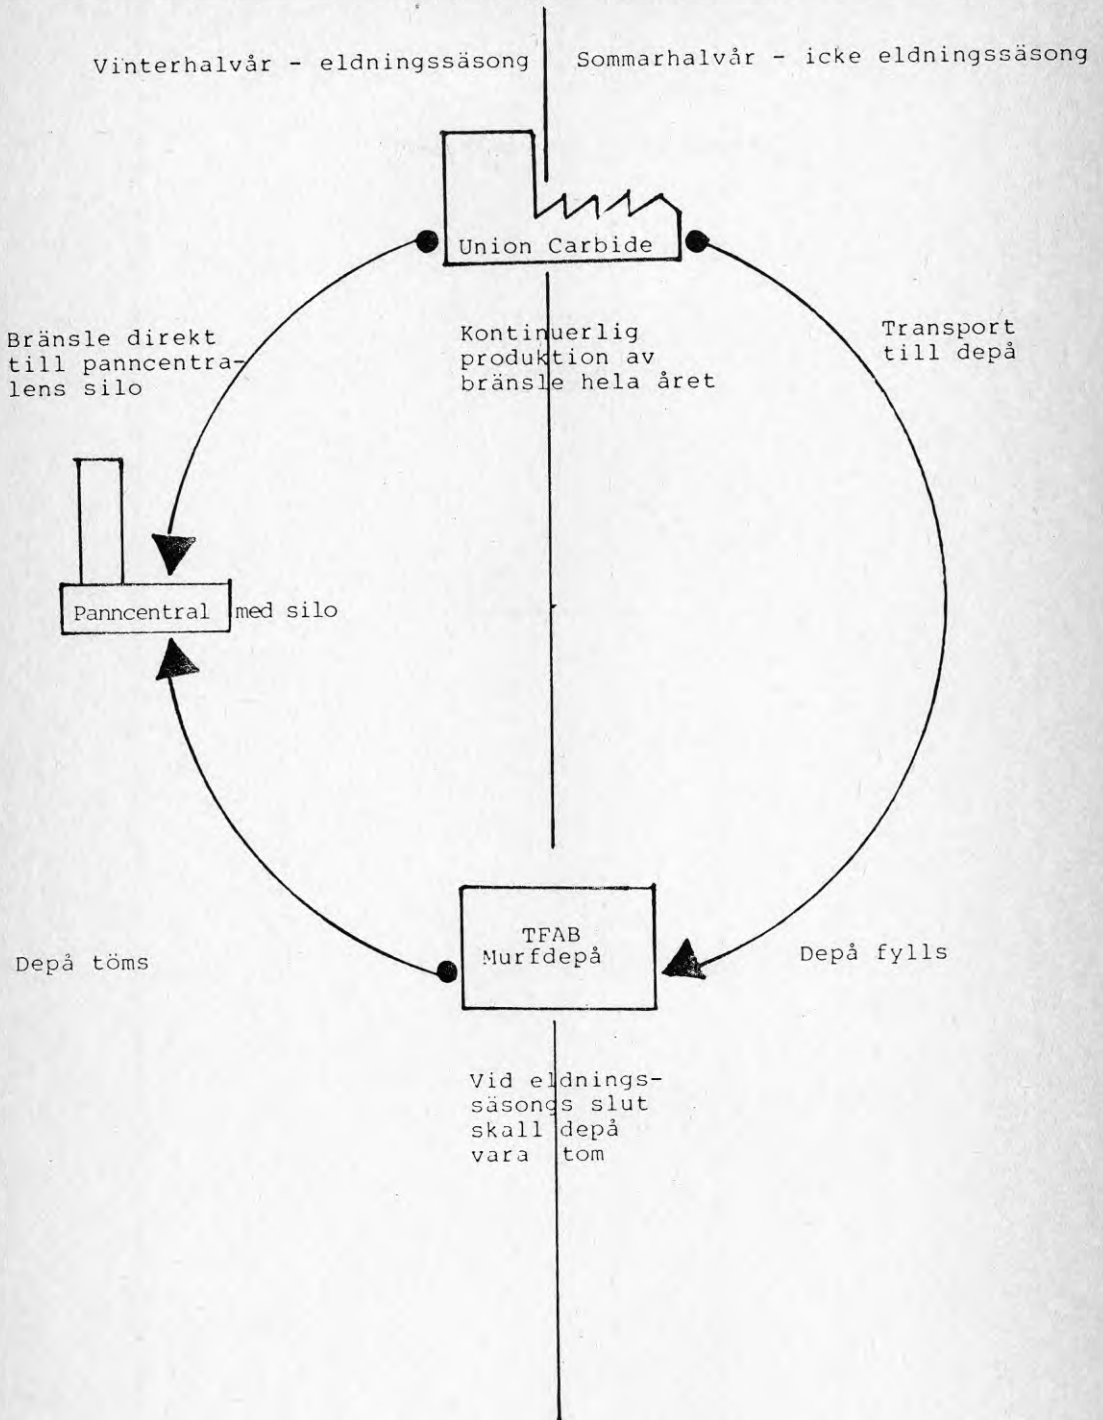 Vinterhalvår - eldningssäsong
Sommarhalvår - icke eldningssäsong
Union Carbide
Bränsle direkt
till panncentra-
lens silo
Kontinuerlig
produktion av
bränsle hela året
Transport
till depå
Panncentral med silo
TFAB
Murfdepå
Depå töms
Depå fylls
Vid eldnings-
säsongs slut
skall depå
vara tom